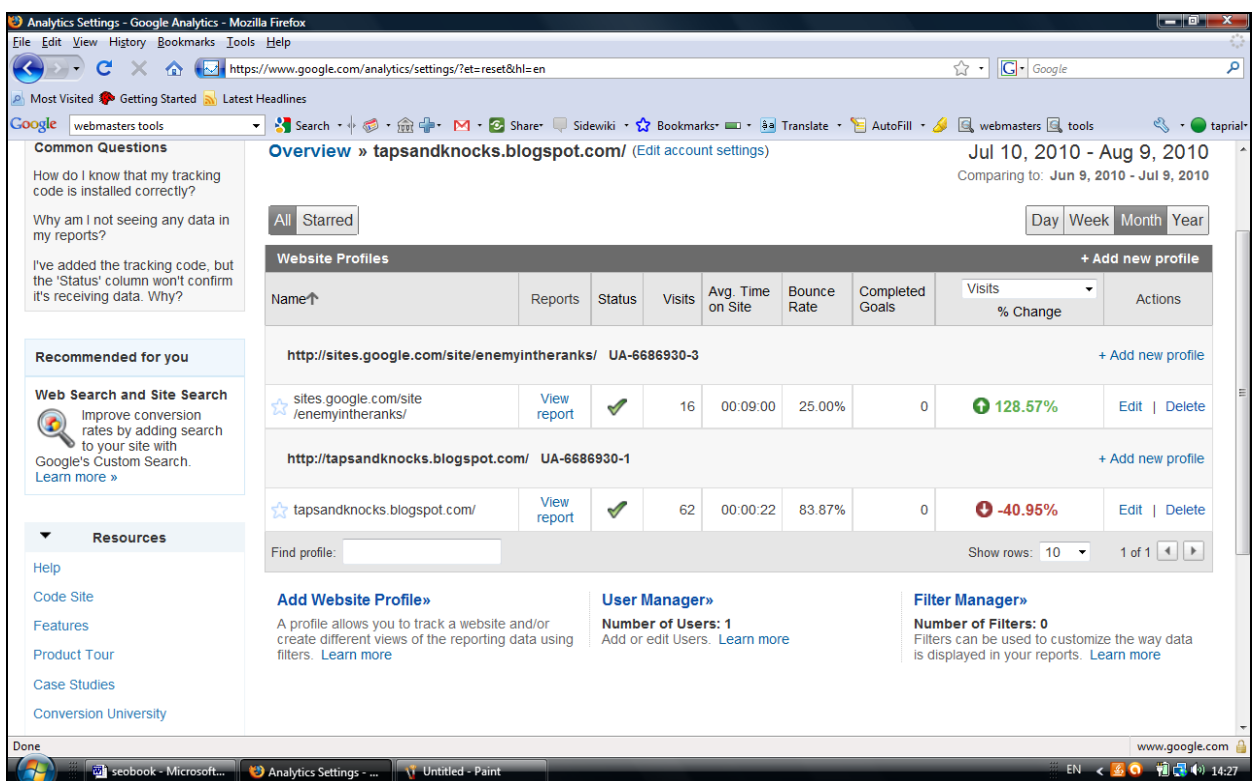 Analytics Settings - Google Analytics - Mozilla Firefox
File Edit View History Bookmarks Tools Help
https://www.google.com/analytics/settings/?et=reset&hl=en
Google
Most Visited Getting Started Latest Headlines
Google webmasters tools Search Share Sidewiki Bookmarks Translate AutoFill webmasters tools taprial
Common Questions
How do I know that my tracking
code is installed correctly?
Why am I not seeing any data in
my reports?
I've added the tracking code, but
the 'Status' column won't confirm
it's receiving data. Why?
Recommended for you
Web Search and Site Search
Improve conversion
rates by adding search
to your site with
Google's Custom Search.
Learn more »
Resources
Help
Code Site
Features
Product Tour
Case Studies
Conversion University
Overview » tapsandknocks.blogspot.com/ (Edit account settings)
Jul 10, 2010 - Aug 9, 2010
Comparing to: Jun 9, 2010 - Jul 9, 2010
All Starred
Day Week Month Year
Website Profiles + Add new profile
Name Reports Status Visits Avg. Time on Site Bounce Rate Completed Goals Visits % Change Actions
http://sites.google.com/site/enemyintheranks/ UA-6686930-3 + Add new profile
sites.google.com/site
/enemyintheranks/ View report 16 00:09:00 25.00% 0 128.57% Edit | Delete
http://tapsandknocks.blogspot.com/ UA-6686930-1 + Add new profile
tapsandknocks.blogspot.com/ View report 62 00:00:22 83.87% 0 -40.95% Edit | Delete
Find profile: Show rows: 10 1 of 1
Add Website Profile»
A profile allows you to track a website and/or
create different views of the reporting data using
filters. Learn more
User Manager»
Number of Users: 1
Add or edit Users. Learn more
Filter Manager»
Number of Filters: 0
Filters can be used to customize the way data
is displayed in your reports. Learn more
Done www.google.com
seobook - Microsoft... Analytics Settings - ... Untitled - Paint EN 14:27